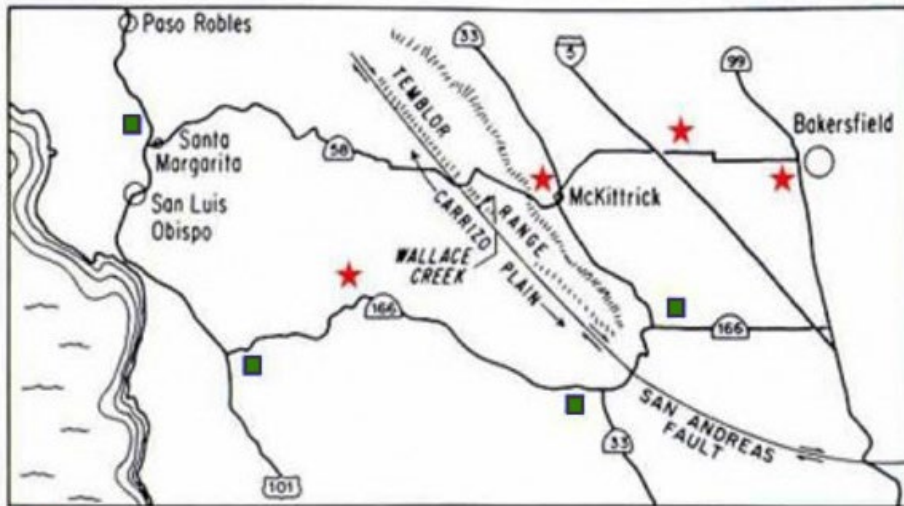 Paso Robles
33
5
99
TEMBLOR
Bakersfield
Santa
Margarita
58
San Luis
Obispo
McKittrick
CARRIZO
RANGE
WALLACE
CREEK
PLAIN
166
166
SAN ANDREAS
FAULT
33
101